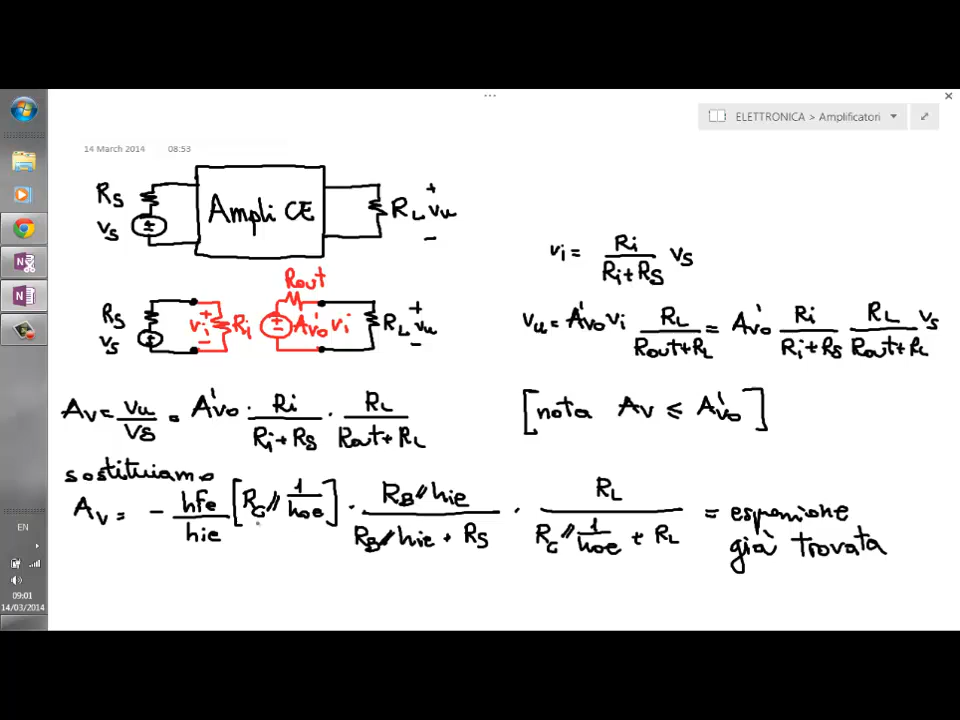 ELETTRONICA > Amplificatori
14 March 2014 08:53
RS
vs
Ampli CE
RL vu
+
−
vi = Ri / (Ri+RS) vs
Rout
RS
vs
+ vi −
Ri
A'vo vi
RL vu
+
−
vu = A'vo vi RL / (Rout+RL) = A'vo Ri / (Ri+RS) RL / (Rout+RL) vs
Av = vu / vs = A'vo · Ri / (Ri+RS) · RL / (Rout+RL)
[nota Av ≤ A'vo]
sostituiamo
Av = − hfe / hie [RC // 1 / hoe] · RB//hie / (RB//hie + RS) · RL / (RC // 1 / hoe + RL) = espressione
già trovata
EN
09:01
14/03/2014